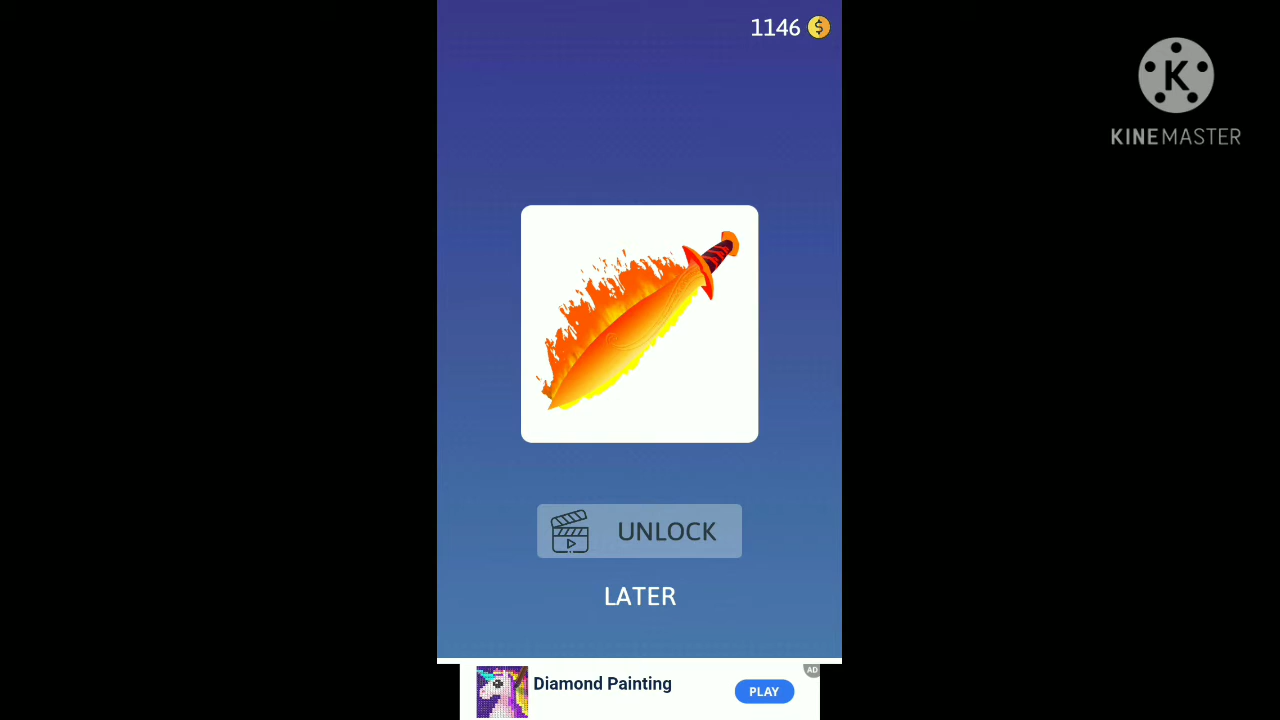 1146
K
KINEMASTER
UNLOCK
LATER
AD
Diamond Painting
PLAY